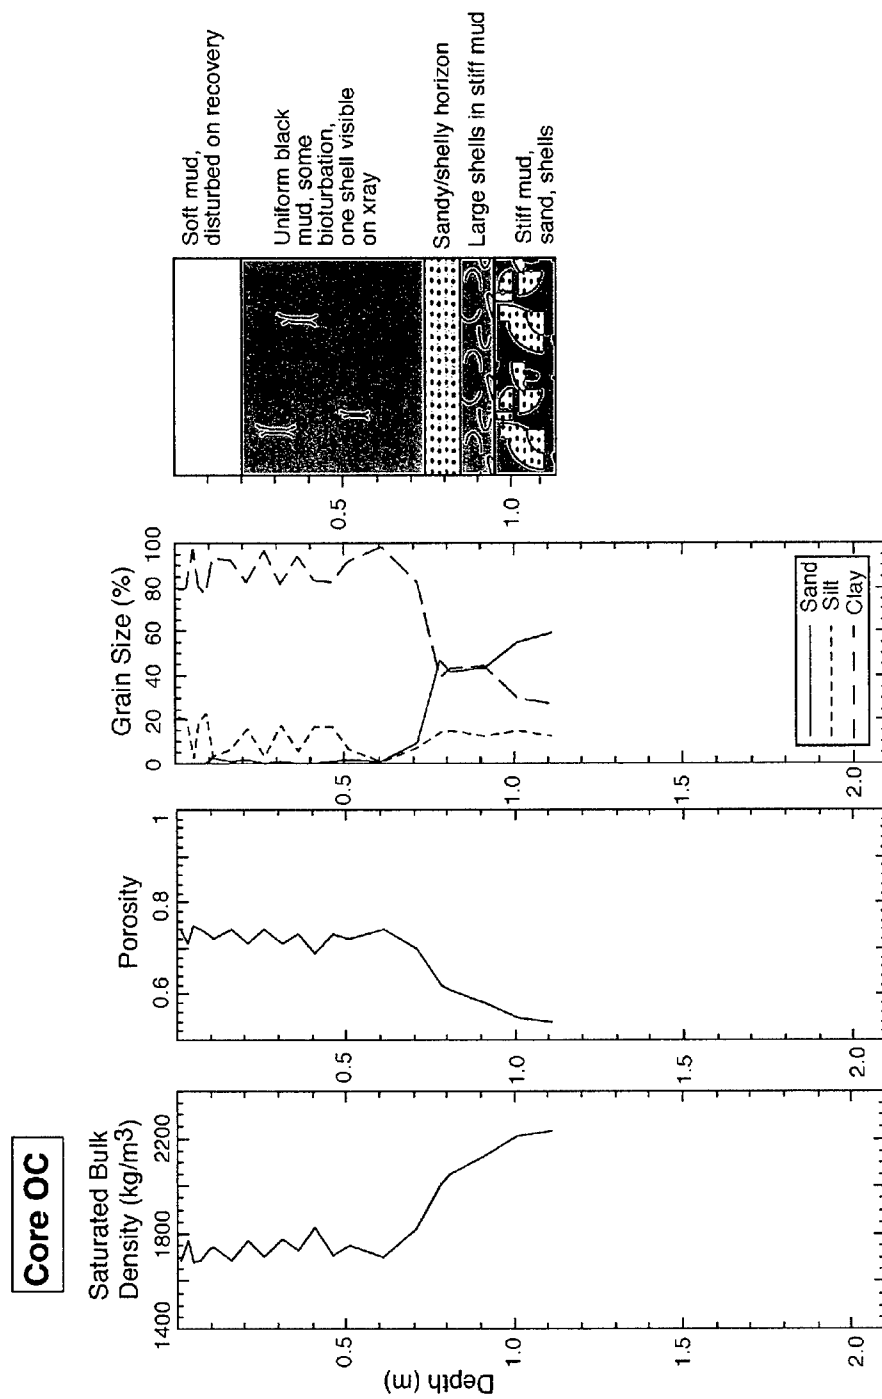 Core OC
Saturated Bulk
Density (kg/m3)
1400
1800
2200
Depth (m)
0.5
1.0
1.5
2.0
Porosity
0.6
0.8
1
0.5
1.0
1.5
2.0
Grain Size (%)
0
20
40
60
80
100
0.5
1.0
1.5
2.0
Sand
Silt
Clay
0.5
1.0
Soft mud,
disturbed on recovery
Uniform black
mud, some
bioturbation,
one shell visible
on xray
Sandy/shelly horizon
Large shells in stiff mud
Stiff mud,
sand, shells